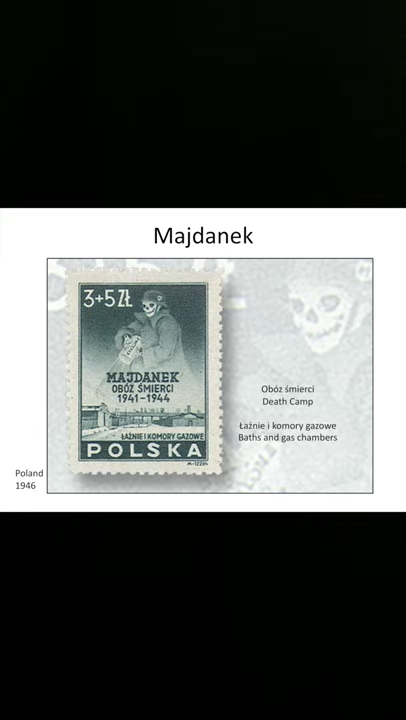 Majdanek
3+5 ZŁ
MAJDANEK
OBÓZ ŚMIERCI
1941-1944
ŁAŹNIE I KOMORY GAZOWE
POLSKA
Obóz śmierci
Death Camp
Łaźnie i komory gazowe
Baths and gas chambers
Poland
1946